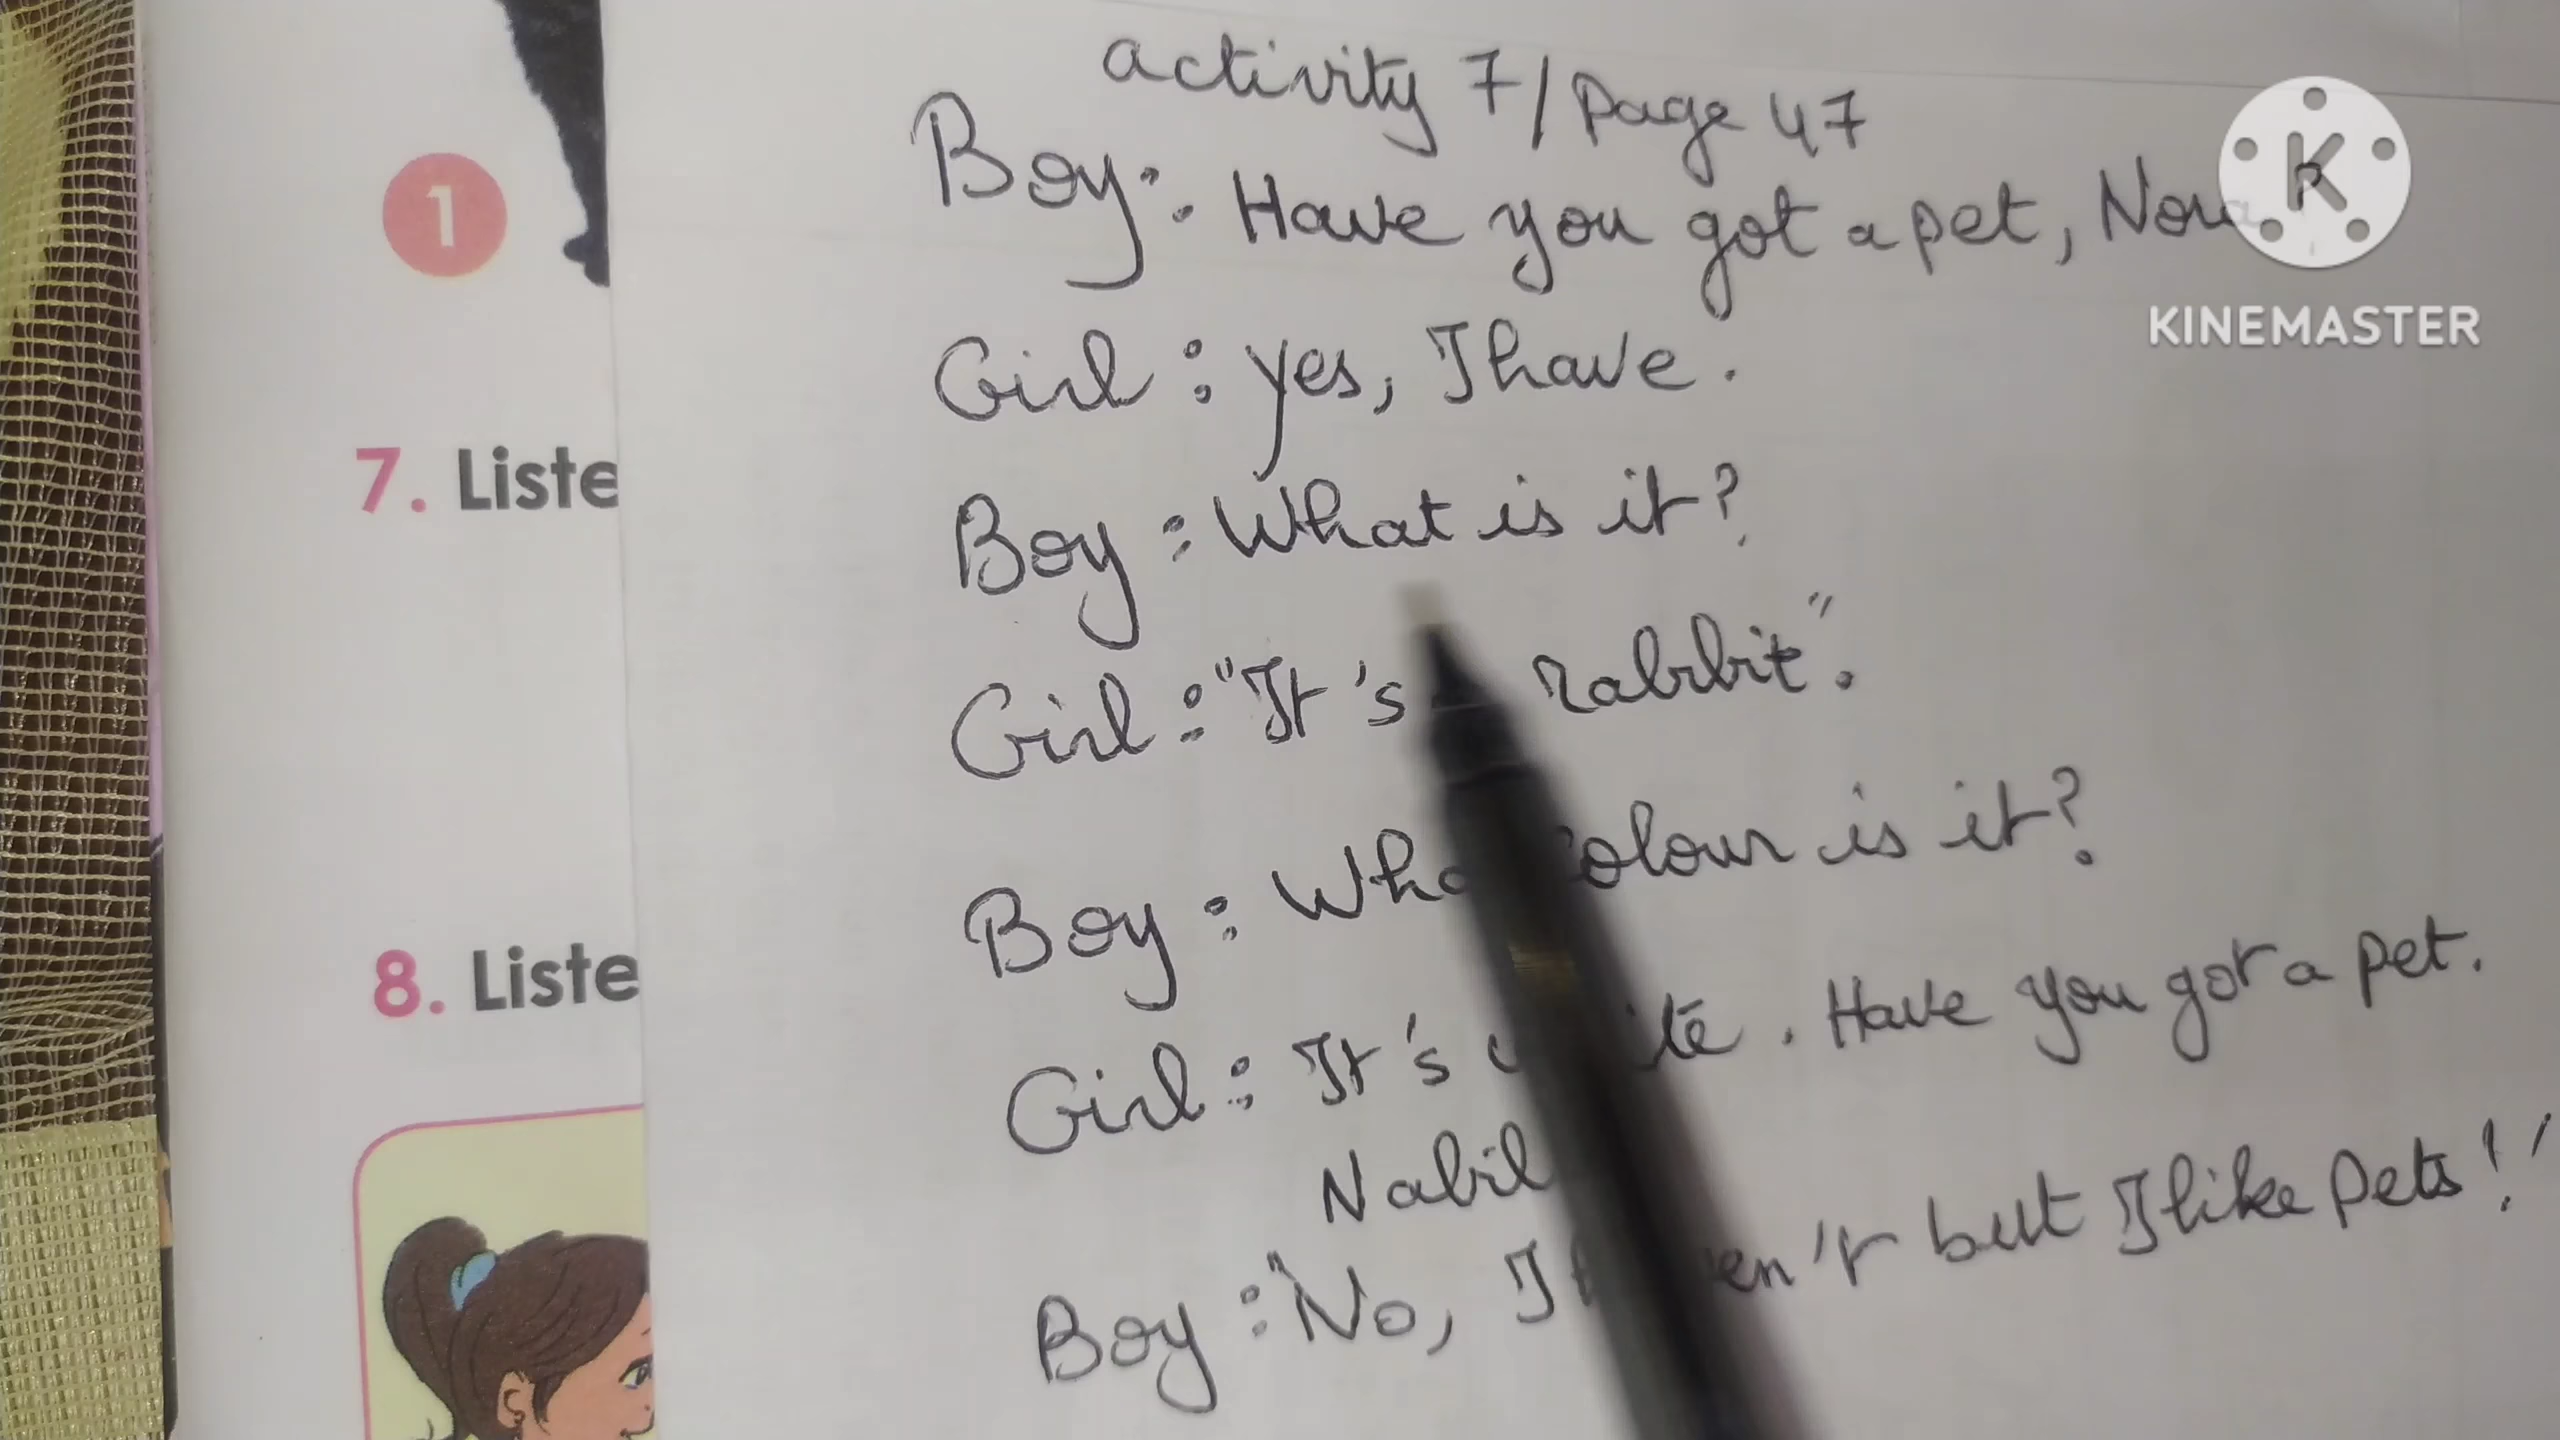 activity 7/ page 47
1
Boy: Have you got a pet, Nora
KINEMASTER
Girl: yes, I have.
7. Liste
Boy: What is it?
Girl: "It's rabbit".
Boy: colour is it?
8. Liste
Girl: It's . Have you got a pet.
Nabil
Boy: "No, I but I like pets!"